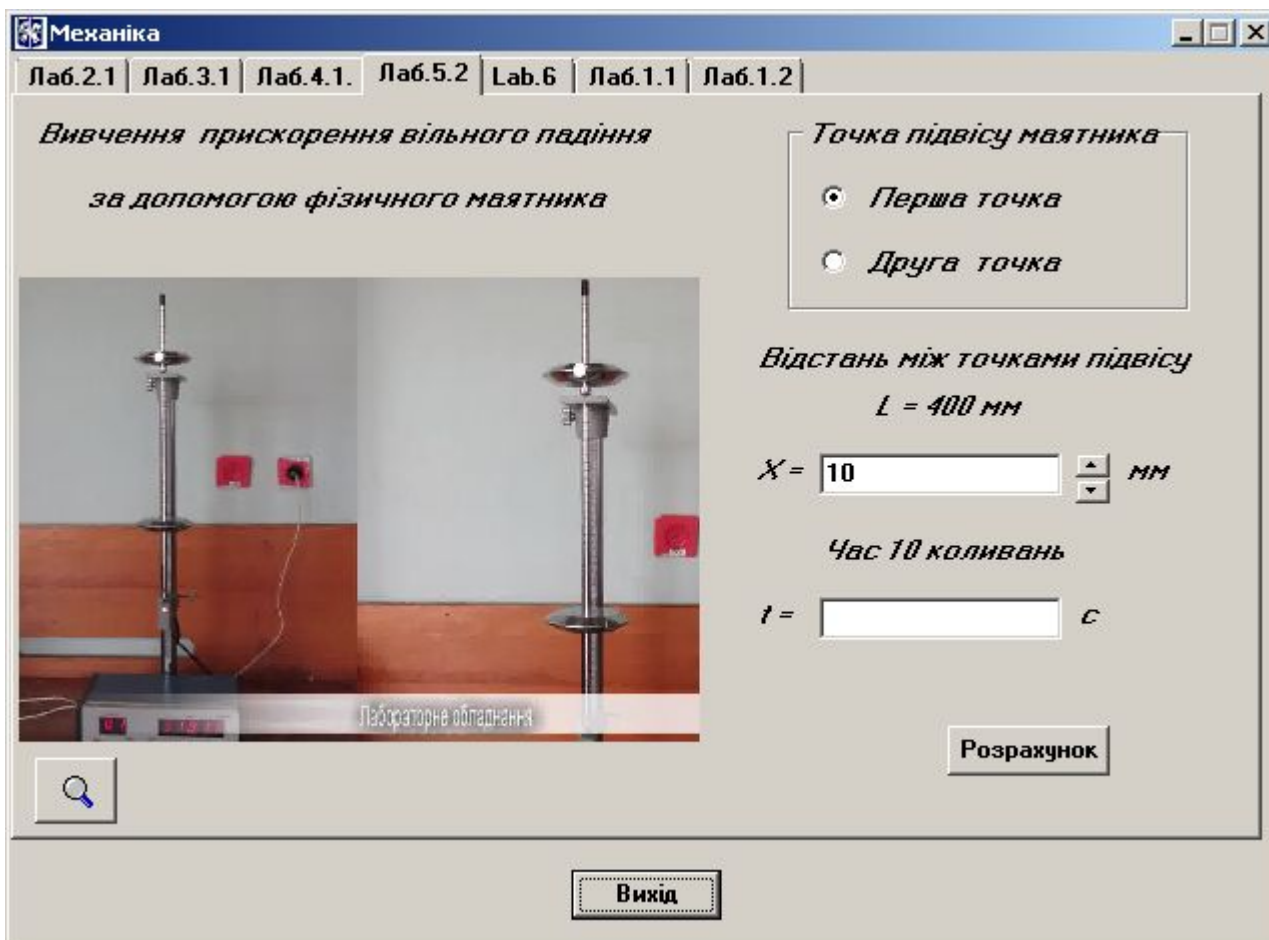 Механіка
Лаб.2.1 Лаб.3.1 Лаб.4.1. Лаб.5.2 Lab.6 Лаб.1.1 Лаб.1.2
Вивчення прискорення вільного падіння
за допомогою фізичного маятника
Точка підвісу маятника
Перша точка
Друга точка
Відстань між точками підвісу
L = 400 мм
X = 10 мм
Час 10 коливань
t = с
Лабораторне обладнання
Розрахунок
Вихід